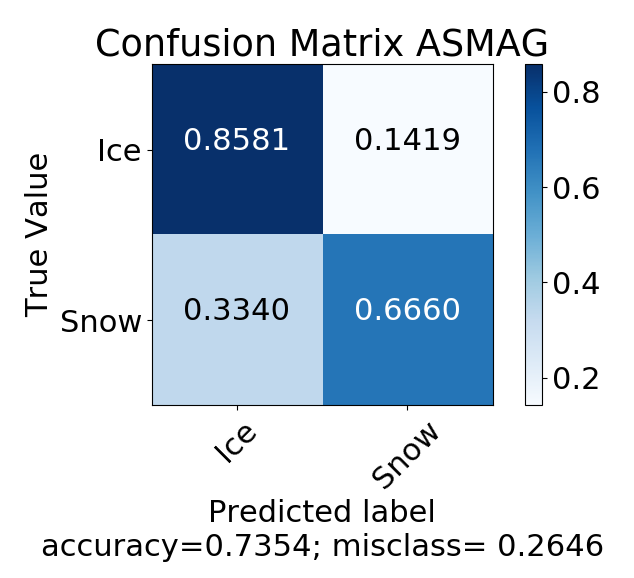 Confusion Matrix ASMAG
True Value
Ice 0.8581 0.1419
Snow 0.3340 0.6660
Ice Snow
Predicted label
accuracy=0.7354; misclass= 0.2646
0.8
0.6
0.4
0.2